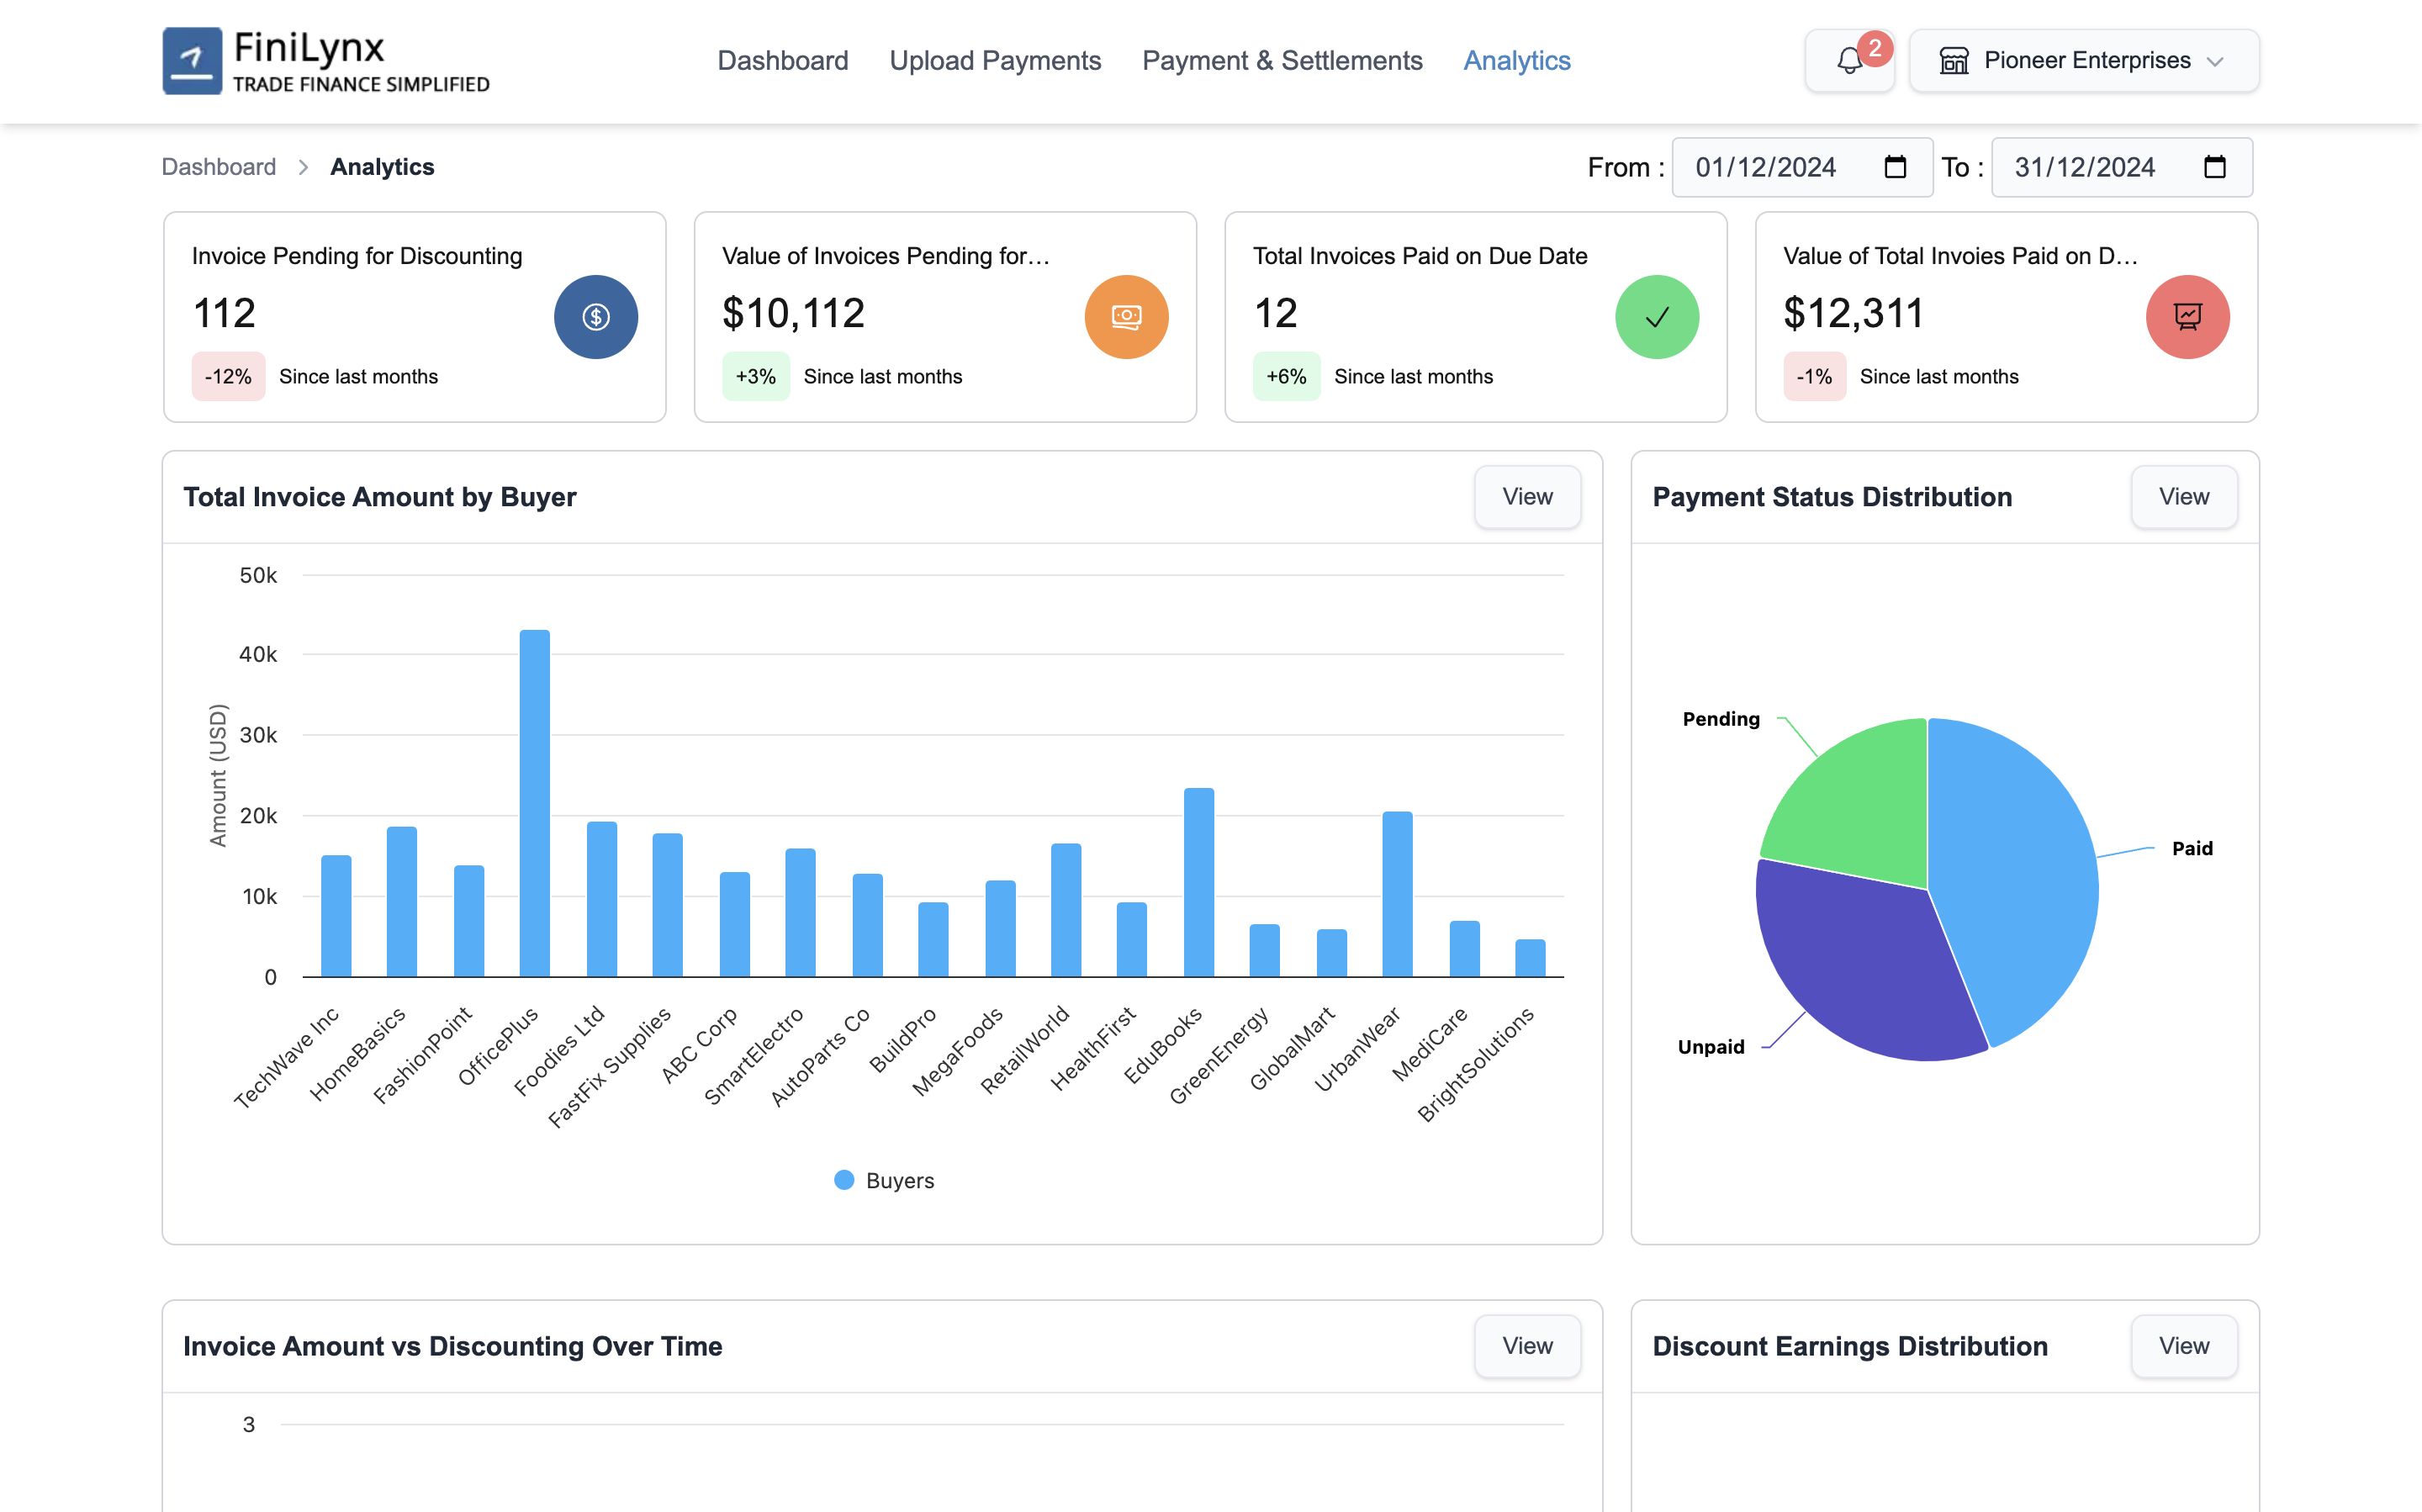 FiniLynx
TRADE FINANCE SIMPLIFIED
Dashboard
Upload Payments
Payment & Settlements
Analytics
2
Pioneer Enterprises
Dashboard
Analytics
From :
01/12/2024
To :
31/12/2024
Invoice Pending for Discounting
112
-12% Since last months
Value of Invoices Pending for…
$10,112
+3% Since last months
Total Invoices Paid on Due Date
12
+6% Since last months
Value of Total Invoies Paid on D…
$12,311
-1% Since last months
Total Invoice Amount by Buyer
View
50k
40k
30k
20k
10k
0
Amount (USD)
TechWave Inc
HomeBasics
FashionPoint
OfficePlus
Foodies Ltd
FastFix Supplies
ABC Corp
SmartElectro
AutoParts Co
BuildPro
MegaFoods
RetailWorld
HealthFirst
EduBooks
GreenEnergy
GlobalMart
UrbanWear
MediCare
BrightSolutions
Buyers
Payment Status Distribution
View
Pending
Paid
Unpaid
Invoice Amount vs Discounting Over Time
View
3
Discount Earnings Distribution
View